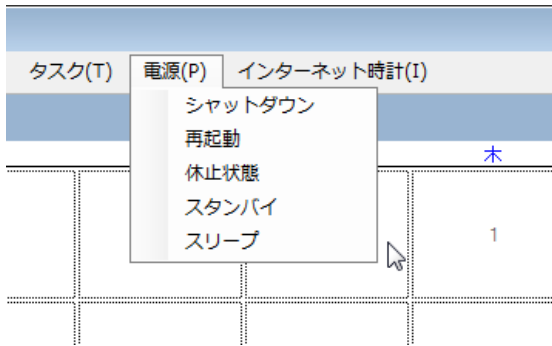 タスク(T) 電源(P) インターネット時計(I)
シャットダウン
再起動
休止状態
スタンバイ
スリープ
木
1